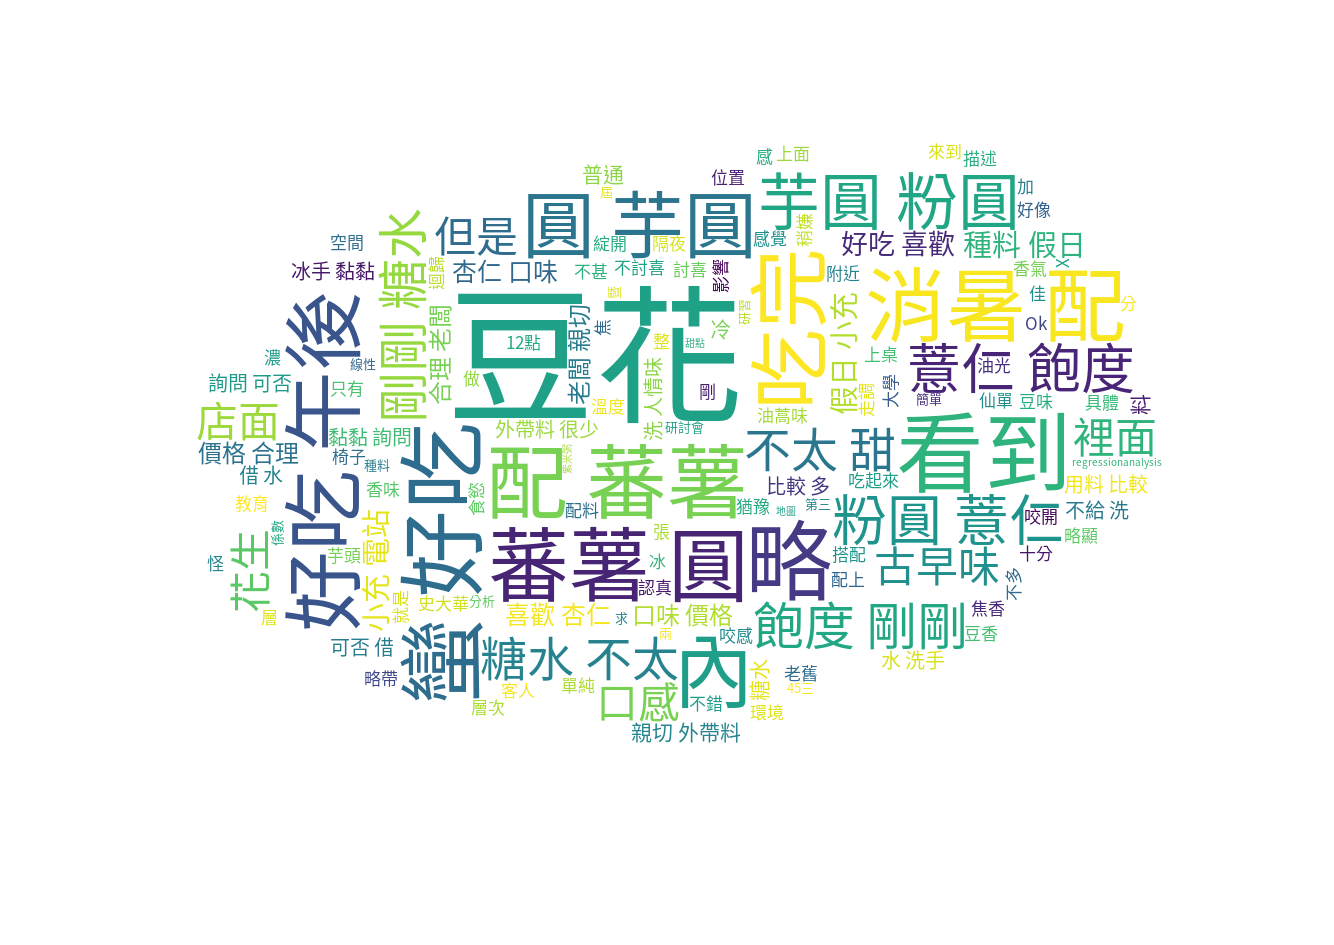 來到
感 上面
描述
普通
位置
加
屆
芋圓 粉圓
圓 芋圓
好像
糖水
但是
稍嫌
感覺
空間
綻開
隔夜
好吃 喜歡
種料 假日
冰手 黏黏
迴歸
杏仁 口味
不甚
不討喜
討喜
影響
附近
香氣
X
吃完
消暑 配
佳
分
午後
豆花
研習
焦
冷
Ok
12點
整
甜點
假日 小充
剛剛
合理 老闆
老闆 親切
濃
線性
上桌
薏仁 飽度
油光
詢問 可否
只有
做
剛
人情味
大學
簡單
走調
溫度
仙單
豆味
具體
店面
油蒿味
外帶料 很少
洗
研討會
看到
裡面
黏黏 詢問
不太 甜
價格 合理
椅子
種料
配 蕃薯
紫米粥
regressionanalysis
借 水
好吃
好吃
比較 多
吃起來
用料 比較
香味
食慾
教育
配料
猶豫
地圖
第三
粉圓 薏仁
咬開
不給 洗
電站
係數
花生
蕃薯 圓
略
略顯
芋頭
張
搭配
古早味
十分
怪
冰
認真
配上
不多
小充
就是
史大華
分析
喜歡 杏仁
求
口味 價格
飽度 剛剛
焦香
層
兩
咬感
豆香
可否 借
蠻
糖水 不太
內
水 洗手
略帶
客人
單純
糖水
老舊
45三
層次
口感
不錯
環境
親切 外帶料